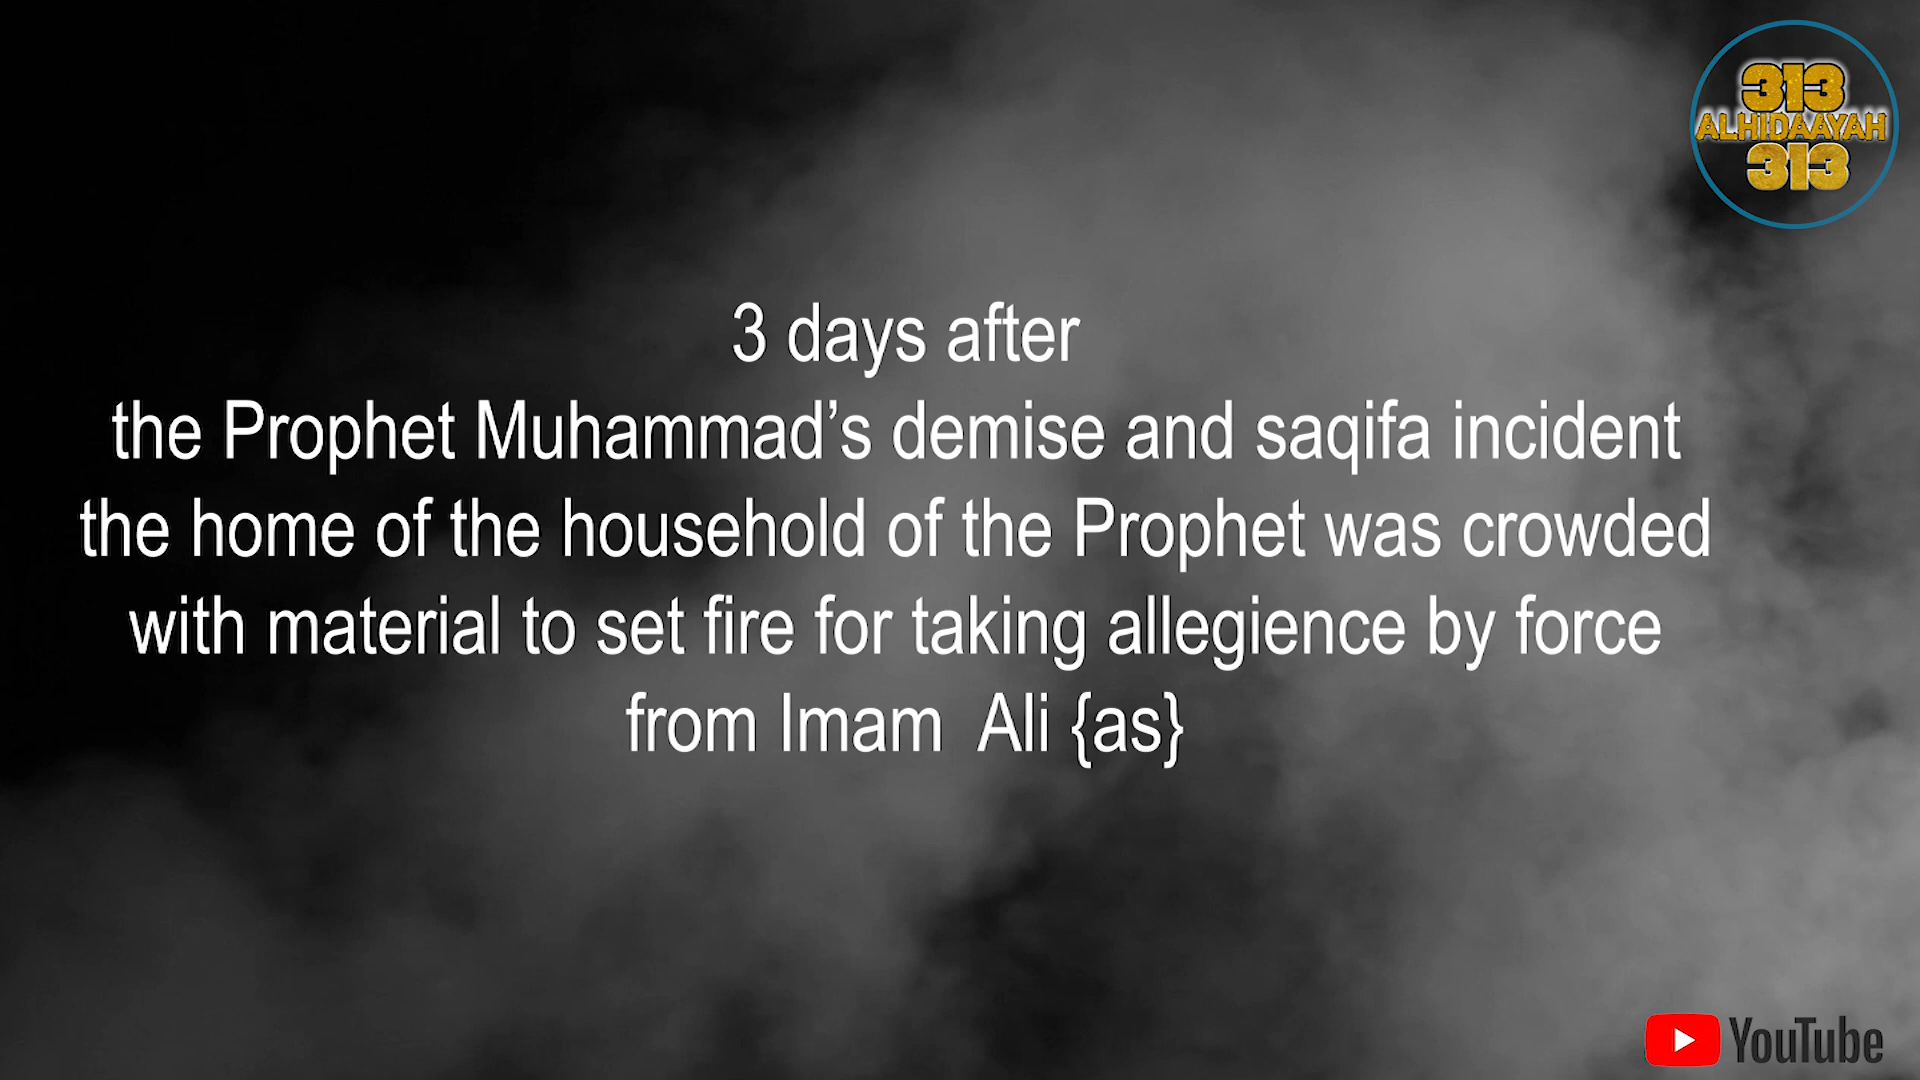 313
ALHIDAAYAH
313
3 days after
the Prophet Muhammad’s demise and saqifa incident
the home of the household of the Prophet was crowded
with material to set fire for taking allegience by force
from Imam  Ali {as}
YouTube